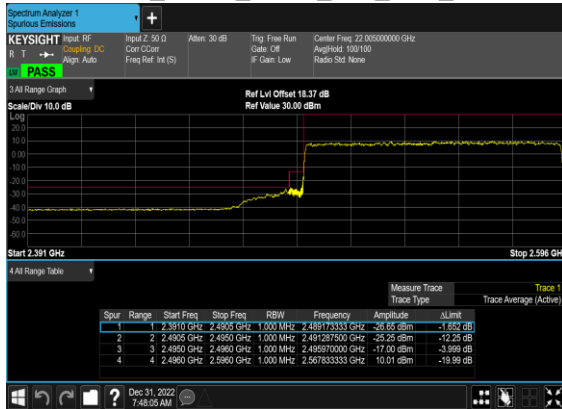 Spectrum Analyzer 1
Spurious Emissions
KEYSIGHT Input: RF Input Z: 50 Ω Atten: 30 dB Trig: Free Run Center Freq: 22.005000000 GHz
R T Coupling: DC Corr CCorr Gate: Off Avg|Hold: 100/100
Align: Auto Freq Ref: Int (S) IF Gain: Low Radio Std: None
PASS
3 All Range Graph
Ref Lvl Offset 18.37 dB
Scale/Div 10.0 dB Ref Value 30.00 dBm
Log
20.0
10.0
0.00
-10.0
-20.0
-30.0
-40.0
-50.0
-60.0
Start 2.391 GHz Stop 2.596 GH
4 All Range Table
Measure Trace Trace 1
Trace Type Trace Average (Active)
Spur Range Start Freq Stop Freq RBW Frequency Amplitude ΔLimit
1 1 2.3910 GHz 2.4905 GHz 1.000 MHz 2.489173333 GHz -26.65 dBm -1.652 dB
2 2 2.4905 GHz 2.4960 GHz 1.000 MHz 2.491287500 GHz -25.25 dBm -12.25 dB
3 3 2.4950 GHz 2.4960 GHz 1.000 MHz 2.495970000 GHz -17.00 dBm -3.999 dB
4 4 2.4960 GHz 2.5960 GHz 1.000 MHz 2.567833333 GHz 10.01 dBm -19.99 dB
Dec 31, 2022
7:48:05 AM